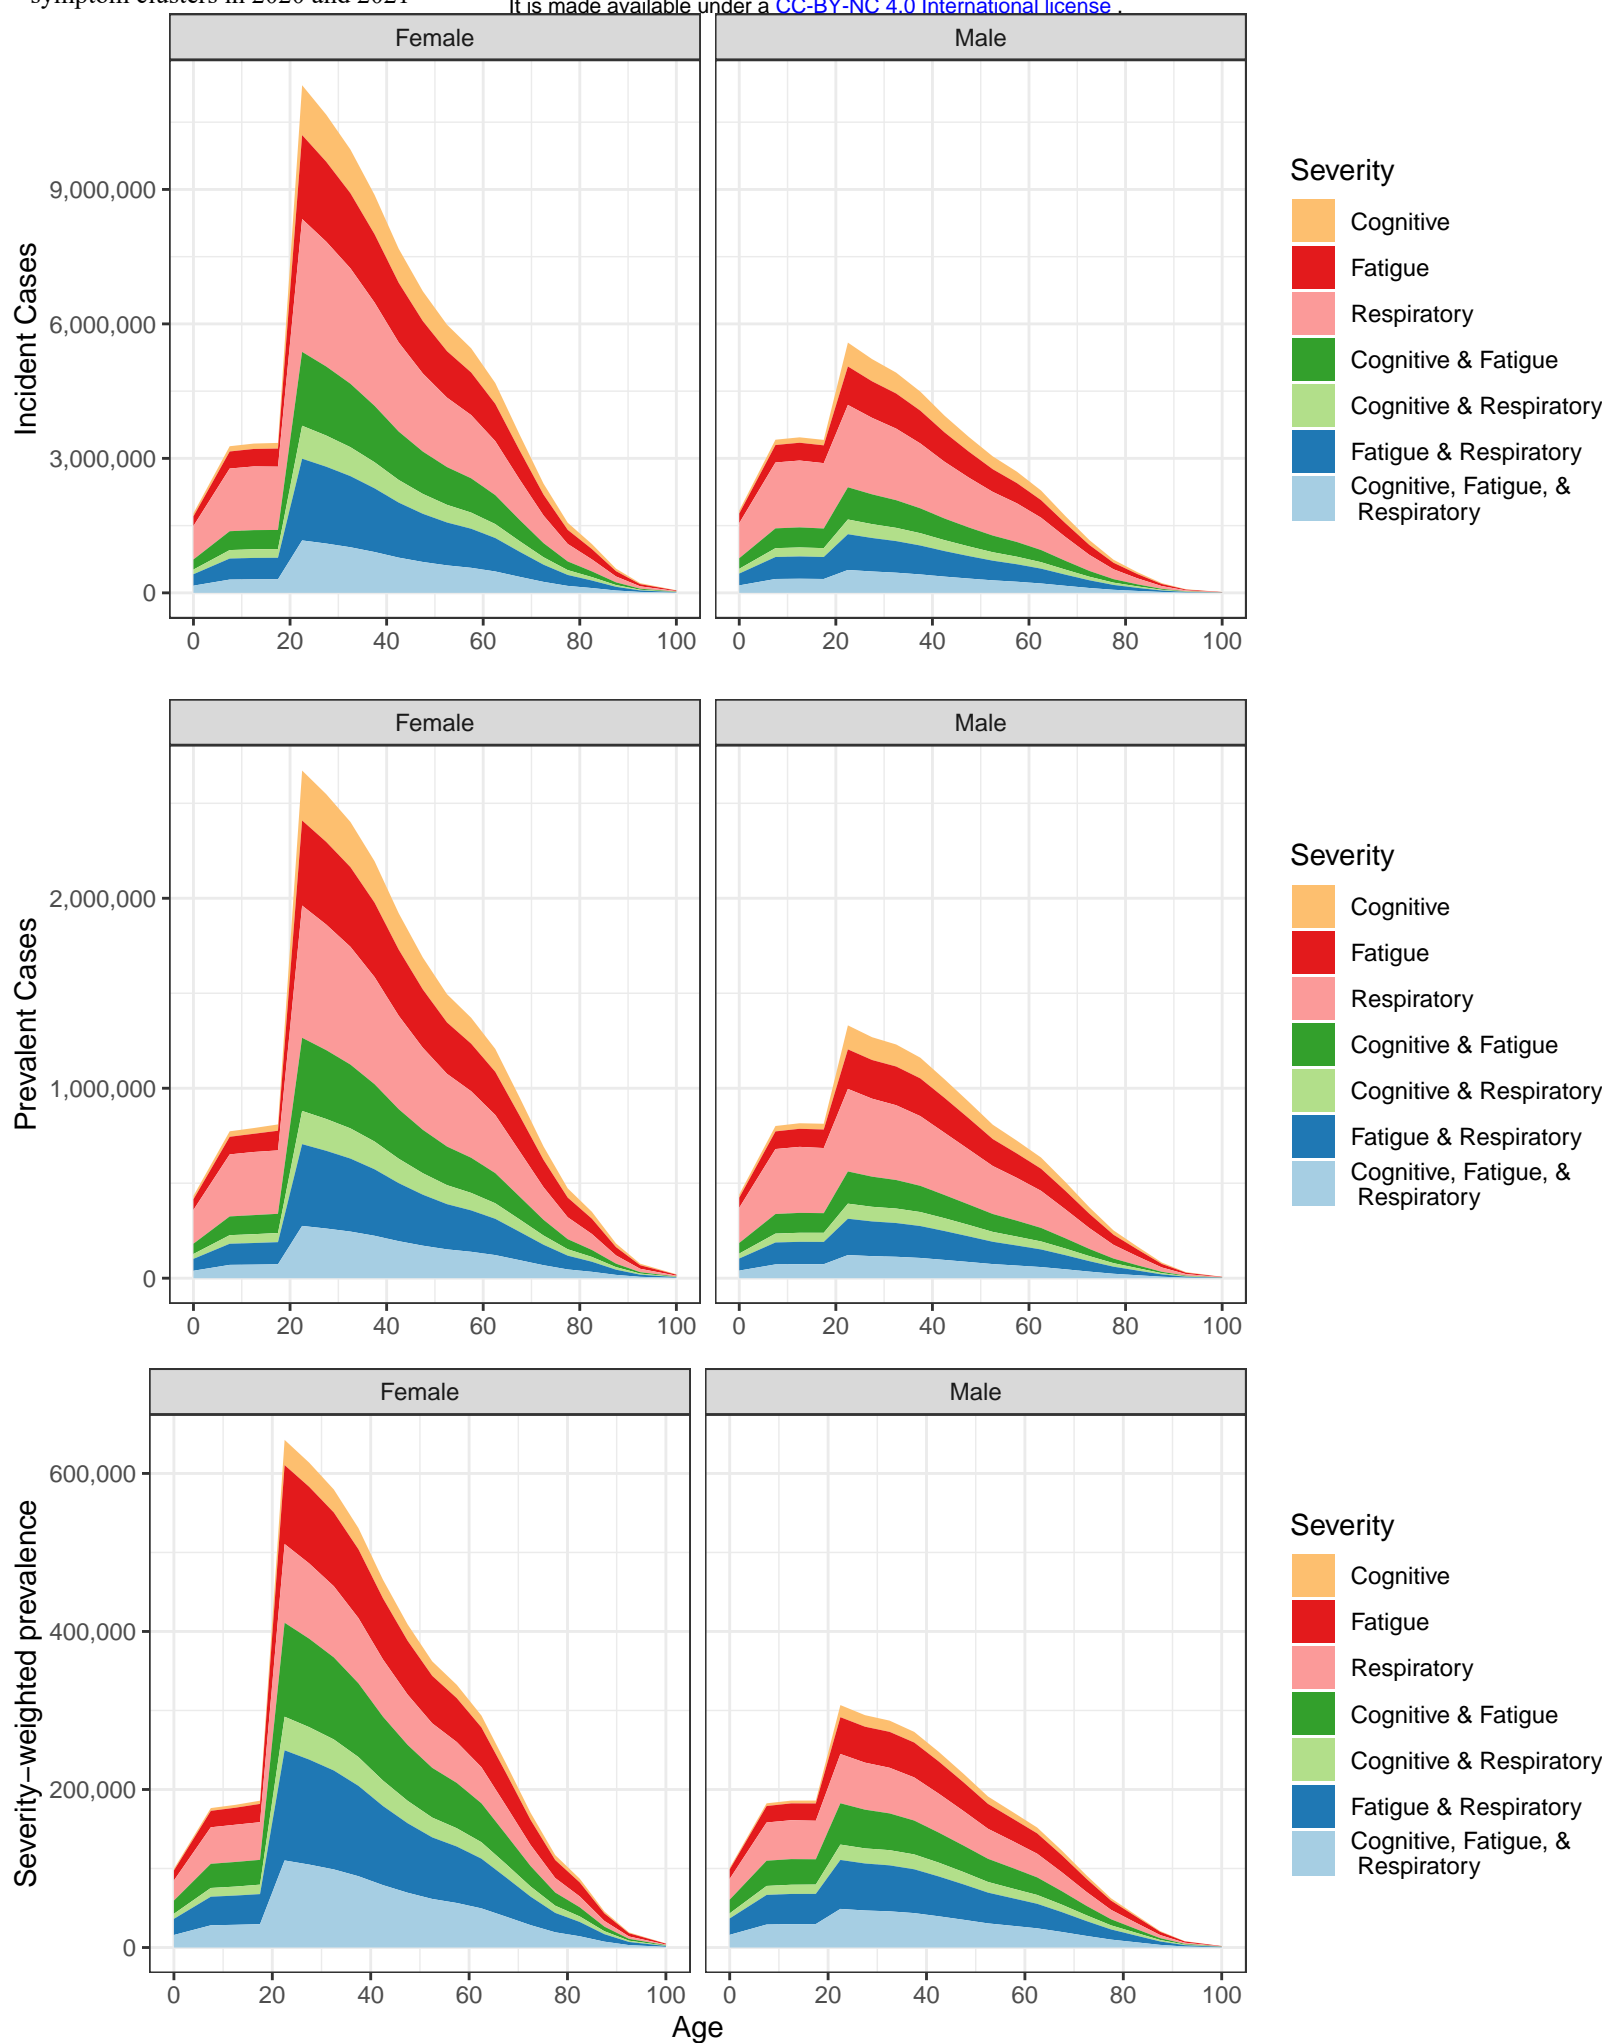 symptom clusters in 2020 and 2021
It is made available under a CC-BY-NC 4.0 International license .
Female
Male
Incident Cases
9,000,000
6,000,000
3,000,000
0
0 20 40 60 80 100
0 20 40 60 80 100
Severity
Cognitive
Fatigue
Respiratory
Cognitive & Fatigue
Cognitive & Respiratory
Fatigue & Respiratory
Cognitive, Fatigue, &
Respiratory
Female
Male
Prevalent Cases
2,000,000
1,000,000
0
0 20 40 60 80 100
0 20 40 60 80 100
Severity
Cognitive
Fatigue
Respiratory
Cognitive & Fatigue
Cognitive & Respiratory
Fatigue & Respiratory
Cognitive, Fatigue, &
Respiratory
Female
Male
Severity−weighted prevalence
600,000
400,000
200,000
0
0 20 40 60 80 100
0 20 40 60 80 100
Age
Severity
Cognitive
Fatigue
Respiratory
Cognitive & Fatigue
Cognitive & Respiratory
Fatigue & Respiratory
Cognitive, Fatigue, &
Respiratory